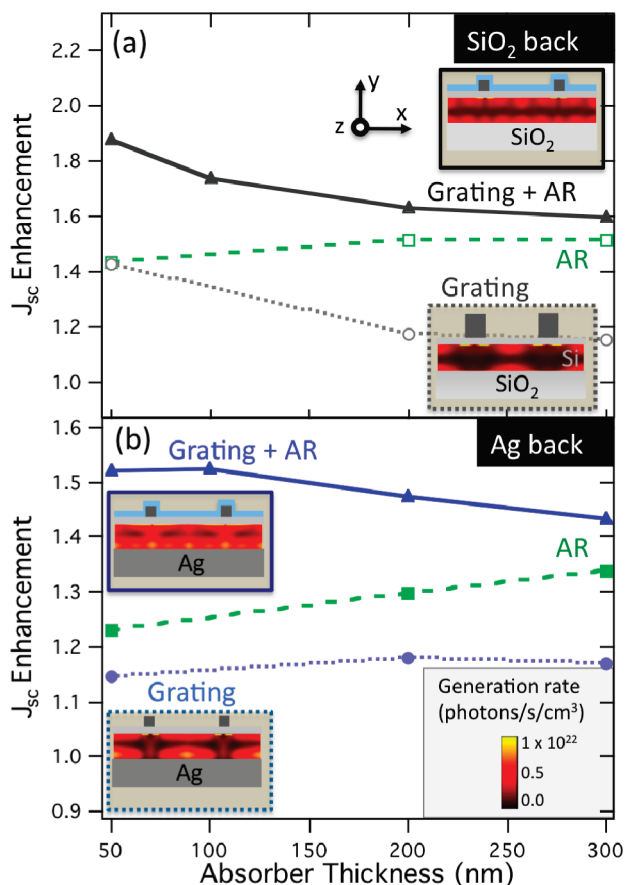 (a)
SiO2 back
2.2
2.0
1.8
1.6
1.4
1.2
1.0
JSC Enhancement
y
z
x
SiO2
Grating + AR
AR
Grating
Si
SiO2
(b)
Ag back
1.6
1.5
1.4
1.3
1.2
1.1
1.0
0.9
JSC Enhancement
Grating + AR
Ag
AR
Grating
Ag
Generation rate
(photons/s/cm3)
1 x 10^22
0.5
0.0
50
100
150
200
250
300
Absorber Thickness (nm)